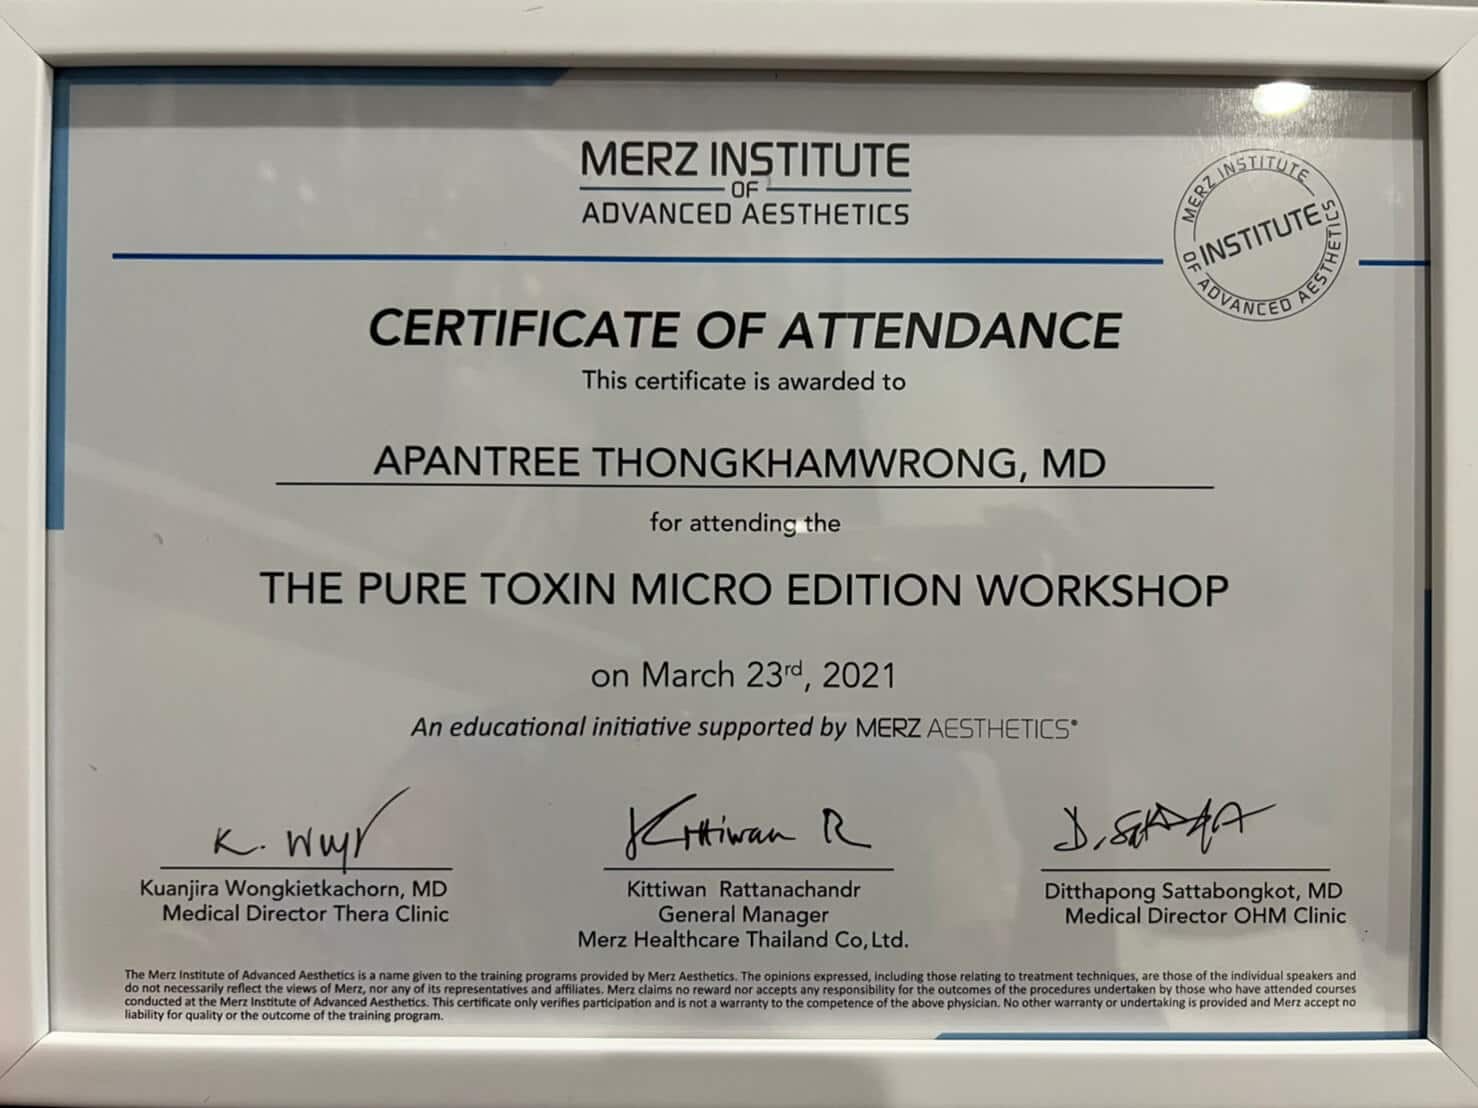 MERZ INSTITUTE
OF
ADVANCED AESTHETICS
MERZ INSTITUTE
INSTITUTE
OF ADVANCED AESTHETICS
CERTIFICATE OF ATTENDANCE
This certificate is awarded to
APANTREE THONGKHAMWRONG, MD
for attending the
THE PURE TOXIN MICRO EDITION WORKSHOP
on March 23rd, 2021
An educational initiative supported by MERZ AESTHETICS®
K. Wuyr
Kittiwan R
Kuanjira Wongkietkachorn, MD
Medical Director Thera Clinic
Kittiwan Rattanachandr
General Manager
Merz Healthcare Thailand Co,Ltd.
Ditthapong Sattabongkot, MD
Medical Director OHM Clinic
The Merz Institute of Advanced Aesthetics is a name given to the training programs provided by Merz Aesthetics. The opinions expressed, including those relating to treatment techniques, are those of the individual speakers and
do not necessarily reflect the views of Merz, nor any of its representatives and affiliates. Merz claims no reward nor accepts any responsibility for the outcomes of the procedures undertaken by those who have attended courses
conducted at the Merz Institute of Advanced Aesthetics. This certificate only verifies participation and is not a warranty to the competence of the above physician. No other warranty or undertaking is provided and Merz accept no
liability for quality or the outcome of the training program.